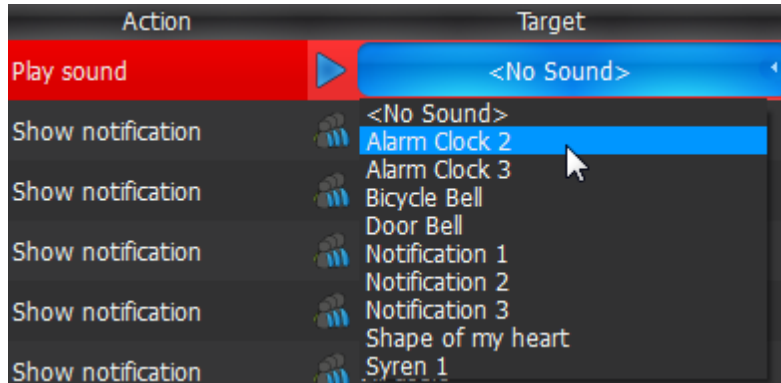 Action Target
Play sound <No Sound>
<No Sound>
Show notification
Alarm Clock 2
Alarm Clock 3
Show notification
Bicycle Bell
Door Bell
Show notification
Notification 1
Notification 2
Show notification
Notification 3
Shape of my heart
Show notification
Syren 1